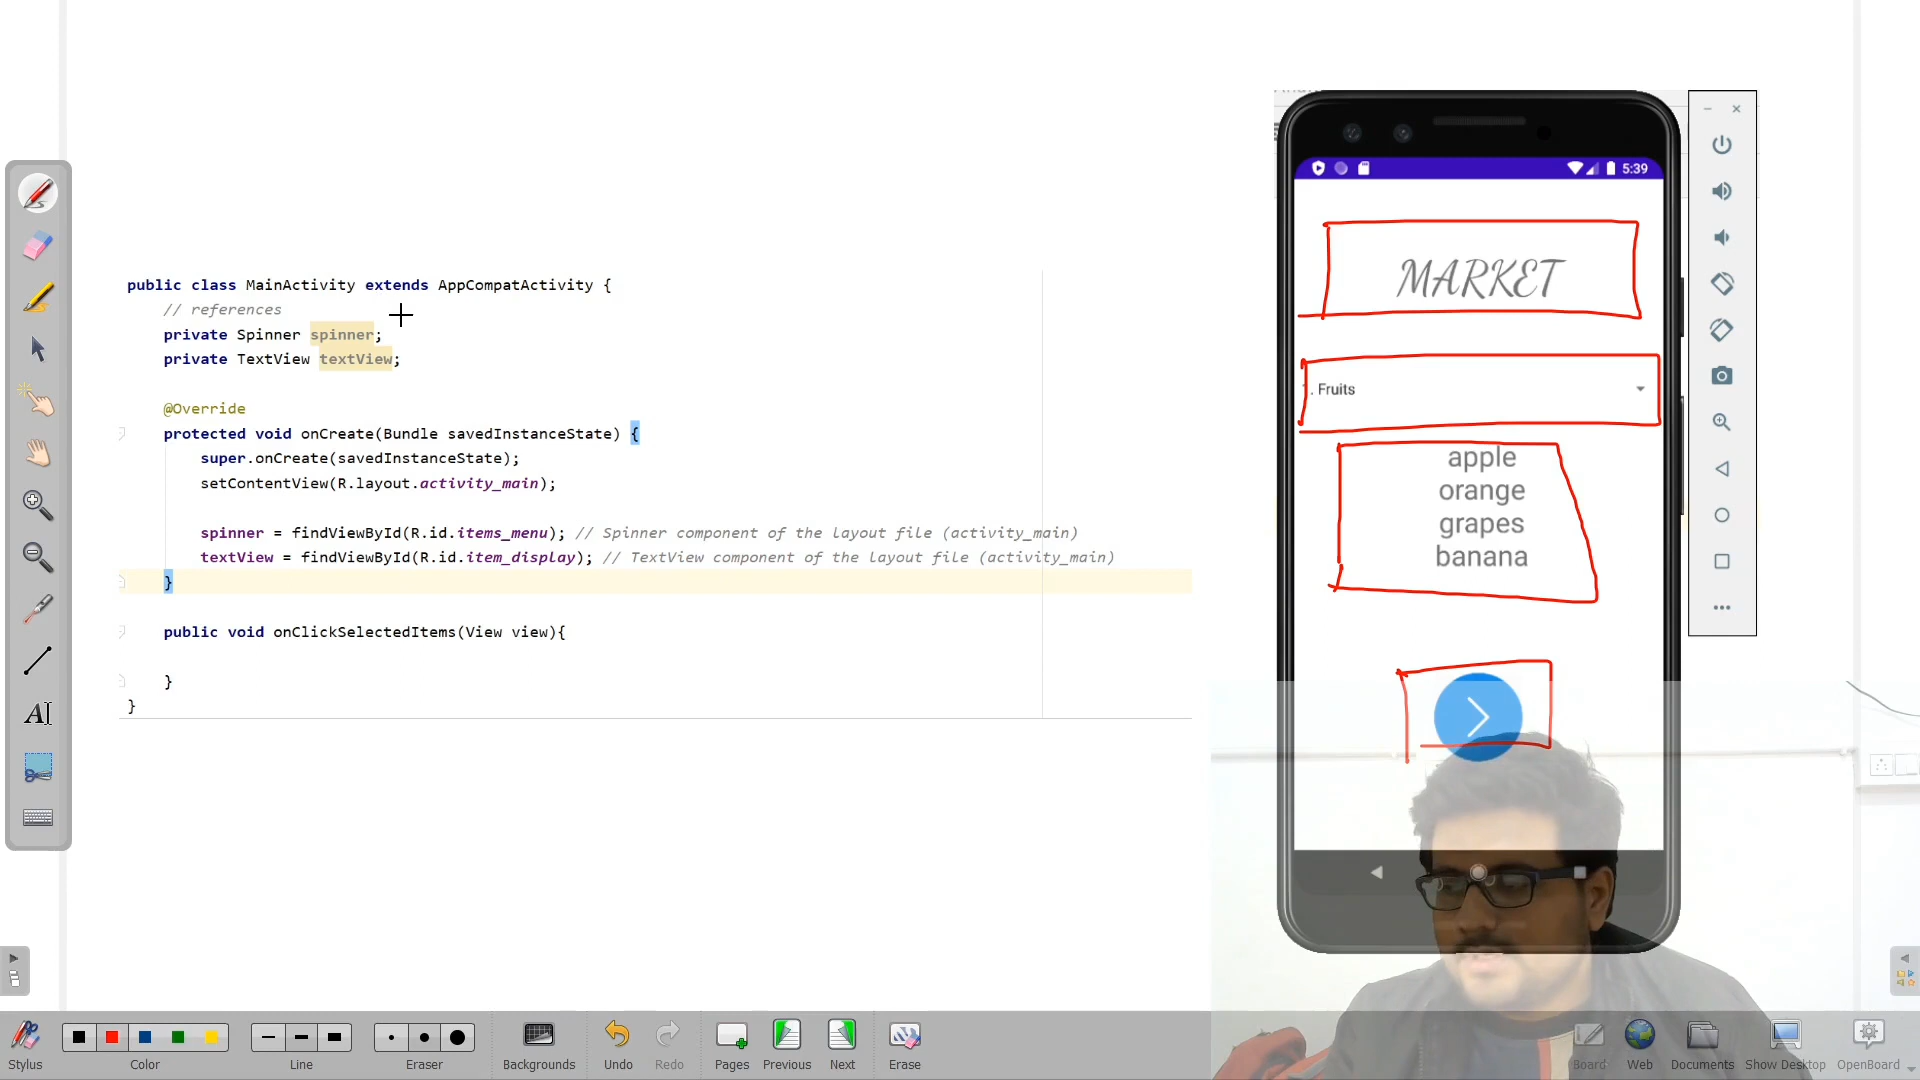 public class MainActivity extends AppCompatActivity {
// references
private Spinner spinner;
private TextView textView;
@Override
protected void onCreate(Bundle savedInstanceState) {
super.onCreate(savedInstanceState);
setContentView(R.layout.activity_main);
spinner = findViewById(R.id.items_menu); // Spinner component of the layout file (activity_main)
textView = findViewById(R.id.item_display); // TextView component of the layout file (activity_main)
}
public void onClickSelectedItems(View view){
}
}
5:39
MARKET
. Fruits
apple
orange
grapes
banana
Stylus
Color
Line
Eraser
Backgrounds
Undo
Redo
Pages
Previous
Next
Erase
Board
Web
Documents
Show Desktop
OpenBoard